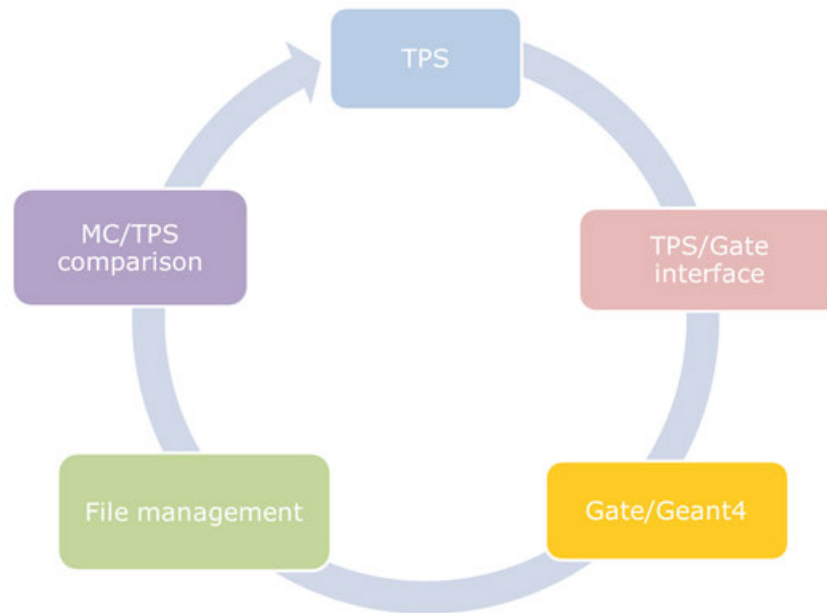 TPS
TPS/Gate
interface
Gate/Geant4
File management
MC/TPS
comparison